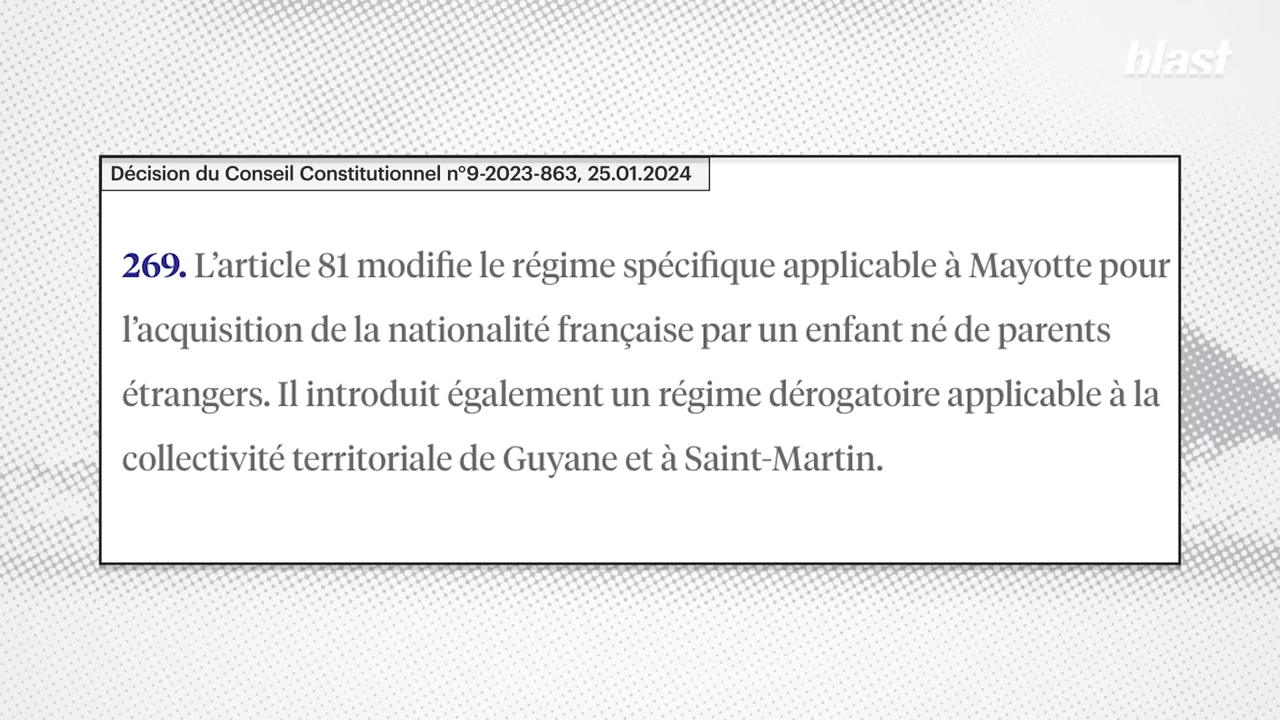 blast
Décision du Conseil Constitutionnel n°9-2023-863, 25.01.2024
269. L’article 81 modifie le régime spécifique applicable à Mayotte pour
l’acquisition de la nationalité française par un enfant né de parents
étrangers. Il introduit également un régime dérogatoire applicable à la
collectivité territoriale de Guyane et à Saint-Martin.